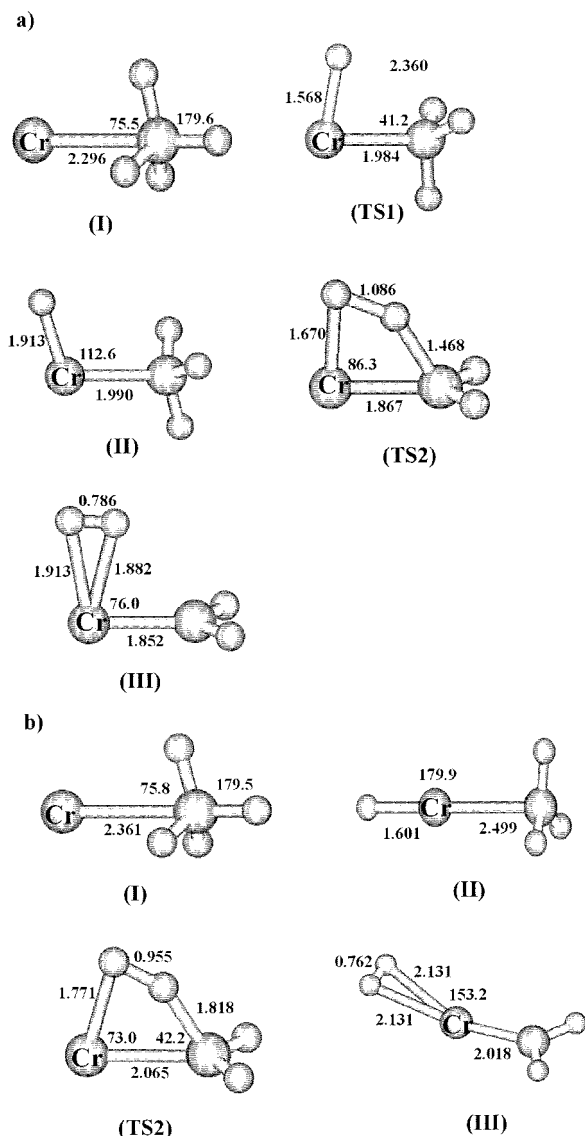 a)
75.5 179.6
Cr
2.296
(I)
2.360
1.568
41.2
Cr
1.984
(TS1)
1.913
112.6
Cr
1.990
(II)
1.086
1.670
1.468
86.3
Cr
1.867
(TS2)
0.786
1.913 1.882
76.0
Cr
1.852
(III)
b)
75.8 179.5
Cr
2.361
(I)
179.9
Cr
1.601 2.499
(II)
0.955
1.771
1.818
73.0 42.2
Cr
2.065
(TS2)
0.762
2.131
153.2
2.131
Cr
2.018
(III)